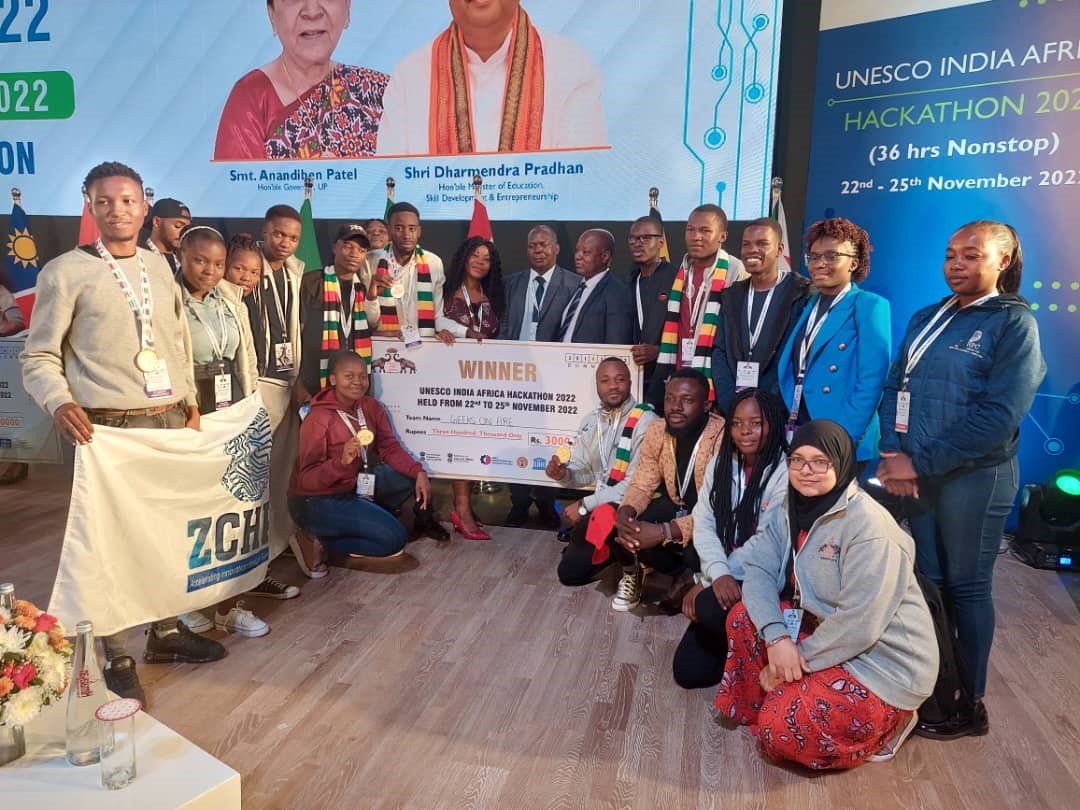 22
022
ON
Smt. Anandiben Patel
Hon'ble Governor, UP
Shri Dharmendra Pradhan
Hon'ble Minister of Education,
Skill Development & Entrepreneurship
UNESCO INDIA AFRI
HACKATHON 202
(36 hrs Nonstop)
22nd - 25th November 2022
WINNER
UNESCO INDIA AFRICA HACKATHON 2022
HELD FROM 22ND TO 25TH NOVEMBER 2022
Team Name GEEKS ON FIRE
Rupees Three Hundred Thousand Only
Rs. 3000
ZCHP
Accelerating innovation